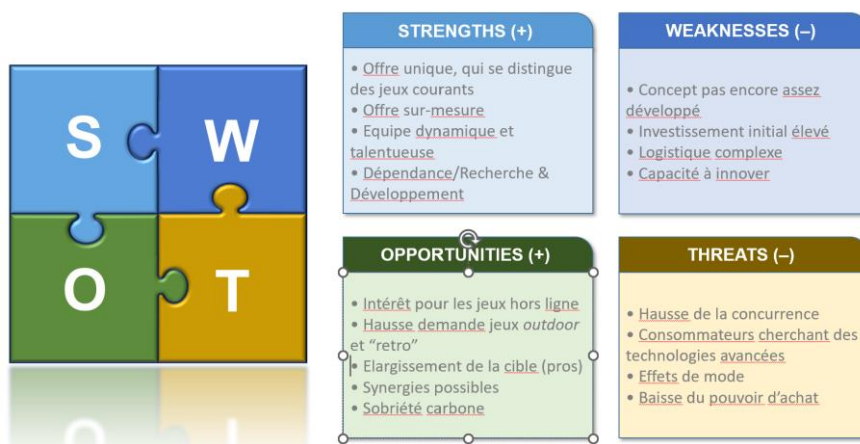 S
W
O
T
STRENGTHS (+)
• Offre unique, qui se distingue
des jeux courants
• Offre sur-mesure
• Equipe dynamique et
talentueuse
• Dépendance/Recherche &
Développement
WEAKNESSES (–)
• Concept pas encore assez
développé
• Investissement initial élevé
• Logistique complexe
• Capacité à innover
OPPORTUNITIES (+)
• Intérêt pour les jeux hors ligne
• Hausse demande jeux outdoor
et “retro”
• Elargissement de la cible (pros)
• Synergies possibles
• Sobriété carbone
THREATS (–)
• Hausse de la concurrence
• Consommateurs cherchant des
technologies avancées
• Effets de mode
• Baisse du pouvoir d’achat